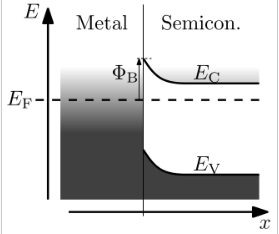 E
Metal
Semicon.
Φ_B
E_C
E_F
E_V
x